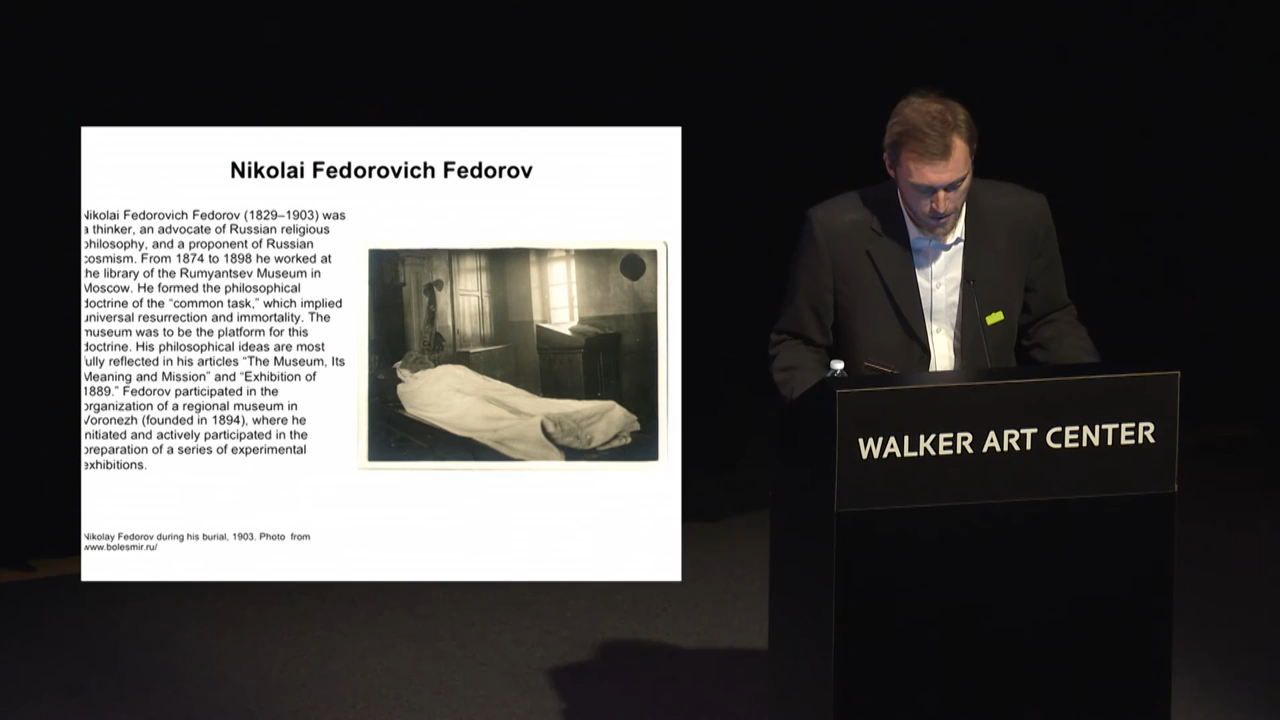 Nikolai Fedorovich Fedorov
Nikolai Fedorovich Fedorov (1829–1903) was
a thinker, an advocate of Russian religious
philosophy, and a proponent of Russian
cosmism. From 1874 to 1898 he worked at
the library of the Rumyantsev Museum in
Moscow. He formed the philosophical
doctrine of the “common task,” which implied
universal resurrection and immortality. The
museum was to be the platform for this
doctrine. His philosophical ideas are most
fully reflected in his articles “The Museum, Its
Meaning and Mission” and “Exhibition of
1889.” Fedorov participated in the
organization of a regional museum in
Voronezh (founded in 1894), where he
initiated and actively participated in the
preparation of a series of experimental
exhibitions.
Nikolay Fedorov during his burial, 1903. Photo from
www.bolesmir.ru/
WALKER ART CENTER